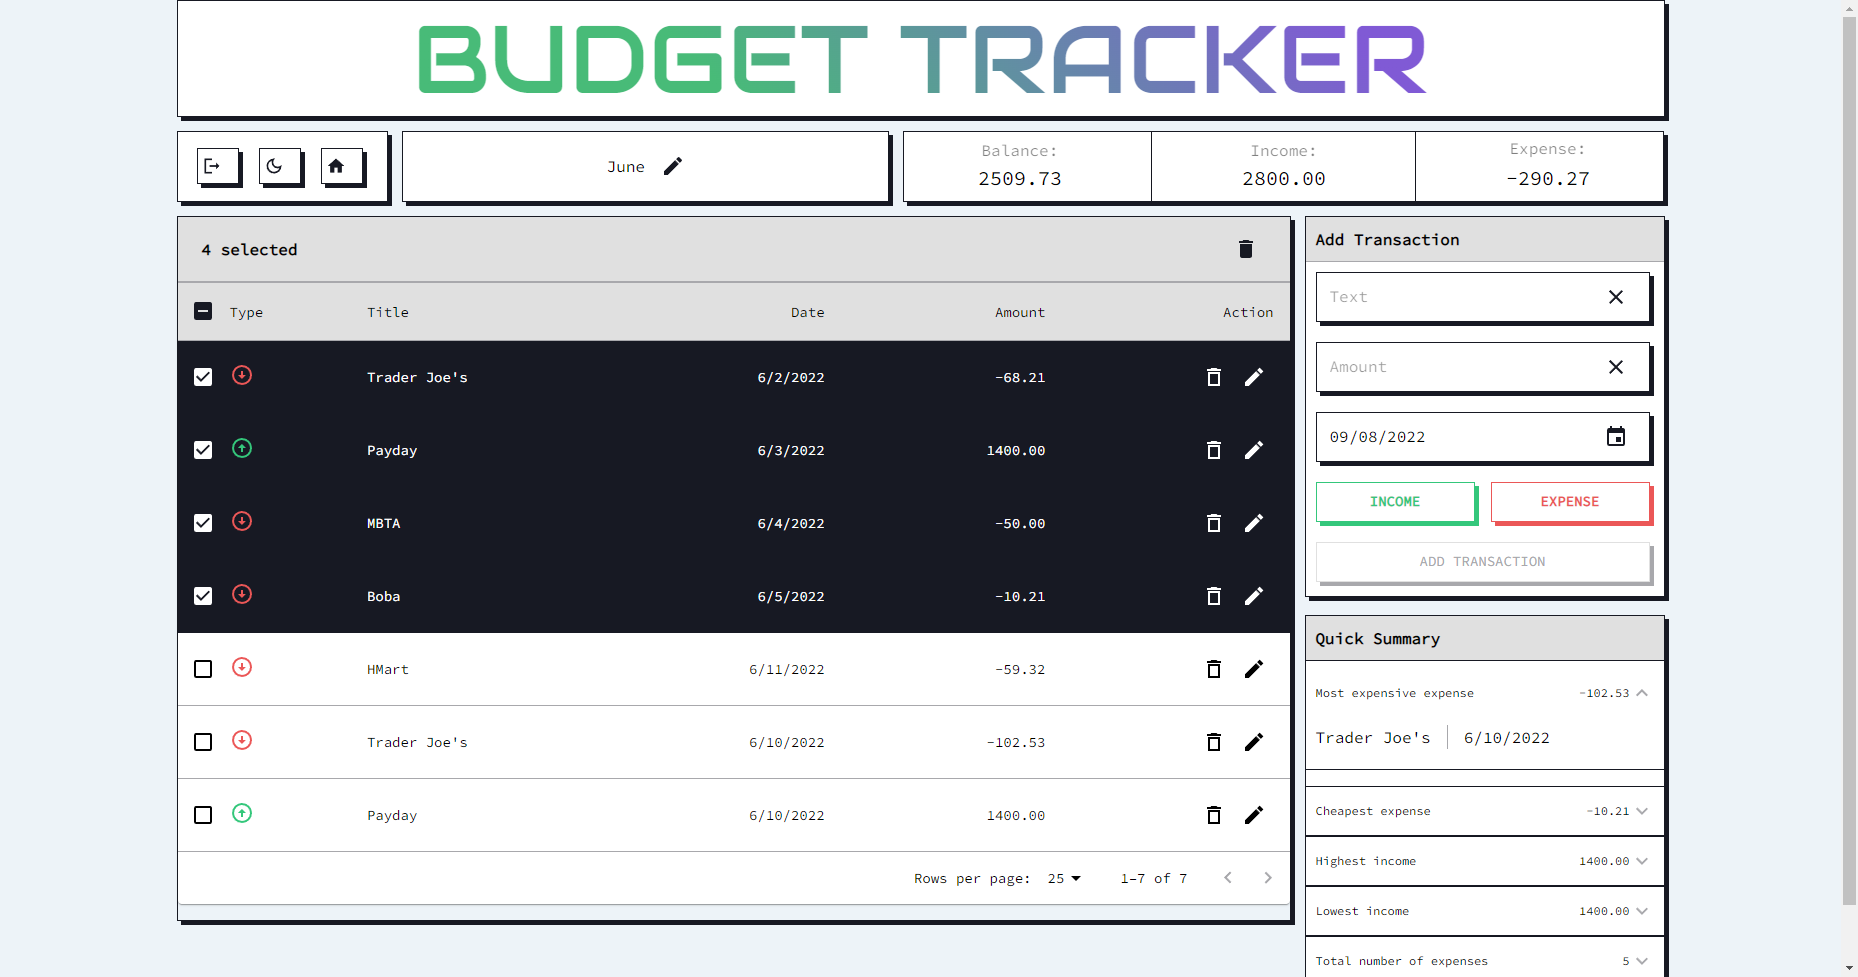 BUDGET TRACKER
June
Balance:
2509.73
Income:
2800.00
Expense:
-290.27
4 selected
Type Title Date Amount Action
Trader Joe's 6/2/2022 -68.21
Payday 6/3/2022 1400.00
MBTA 6/4/2022 -50.00
Boba 6/5/2022 -10.21
HMart 6/11/2022 -59.32
Trader Joe's 6/10/2022 -102.53
Payday 6/10/2022 1400.00
Rows per page: 25 1–7 of 7
Add Transaction
Text
Amount
09/08/2022
INCOME EXPENSE
ADD TRANSACTION
Quick Summary
Most expensive expense -102.53
Trader Joe's 6/10/2022
Cheapest expense -10.21
Highest income 1400.00
Lowest income 1400.00
Total number of expenses 5